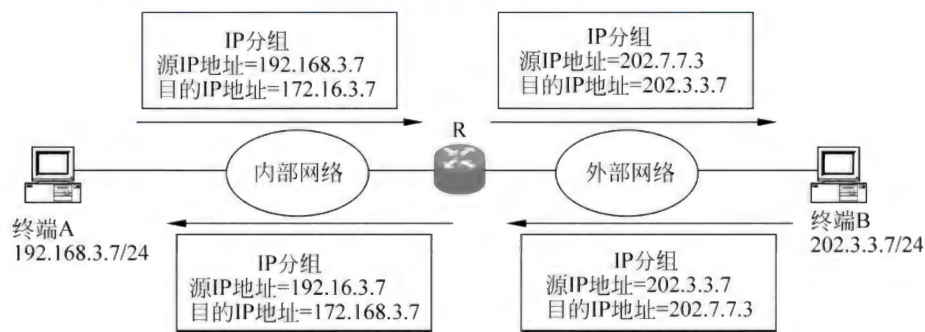 IP分组
源IP地址=192.168.3.7
目的IP地址=172.16.3.7
IP分组
源IP地址=202.7.7.3
目的IP地址=202.3.3.7
R
内部网络
外部网络
终端A
192.168.3.7/24
终端B
202.3.3.7/24
IP分组
源IP地址=192.16.3.7
目的IP地址=172.168.3.7
IP分组
源IP地址=202.3.3.7
目的IP地址=202.7.7.3